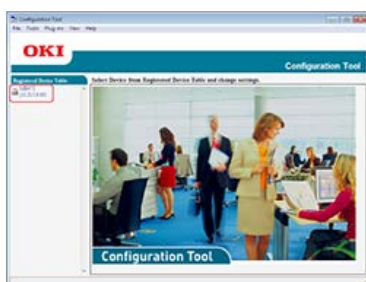 Configuration Tool
File Tools Plug-ins View Help
OKI
Configuration Tool
Registered Device Table
Select Device from Registered Device Table and change settings.
Configuration Tool